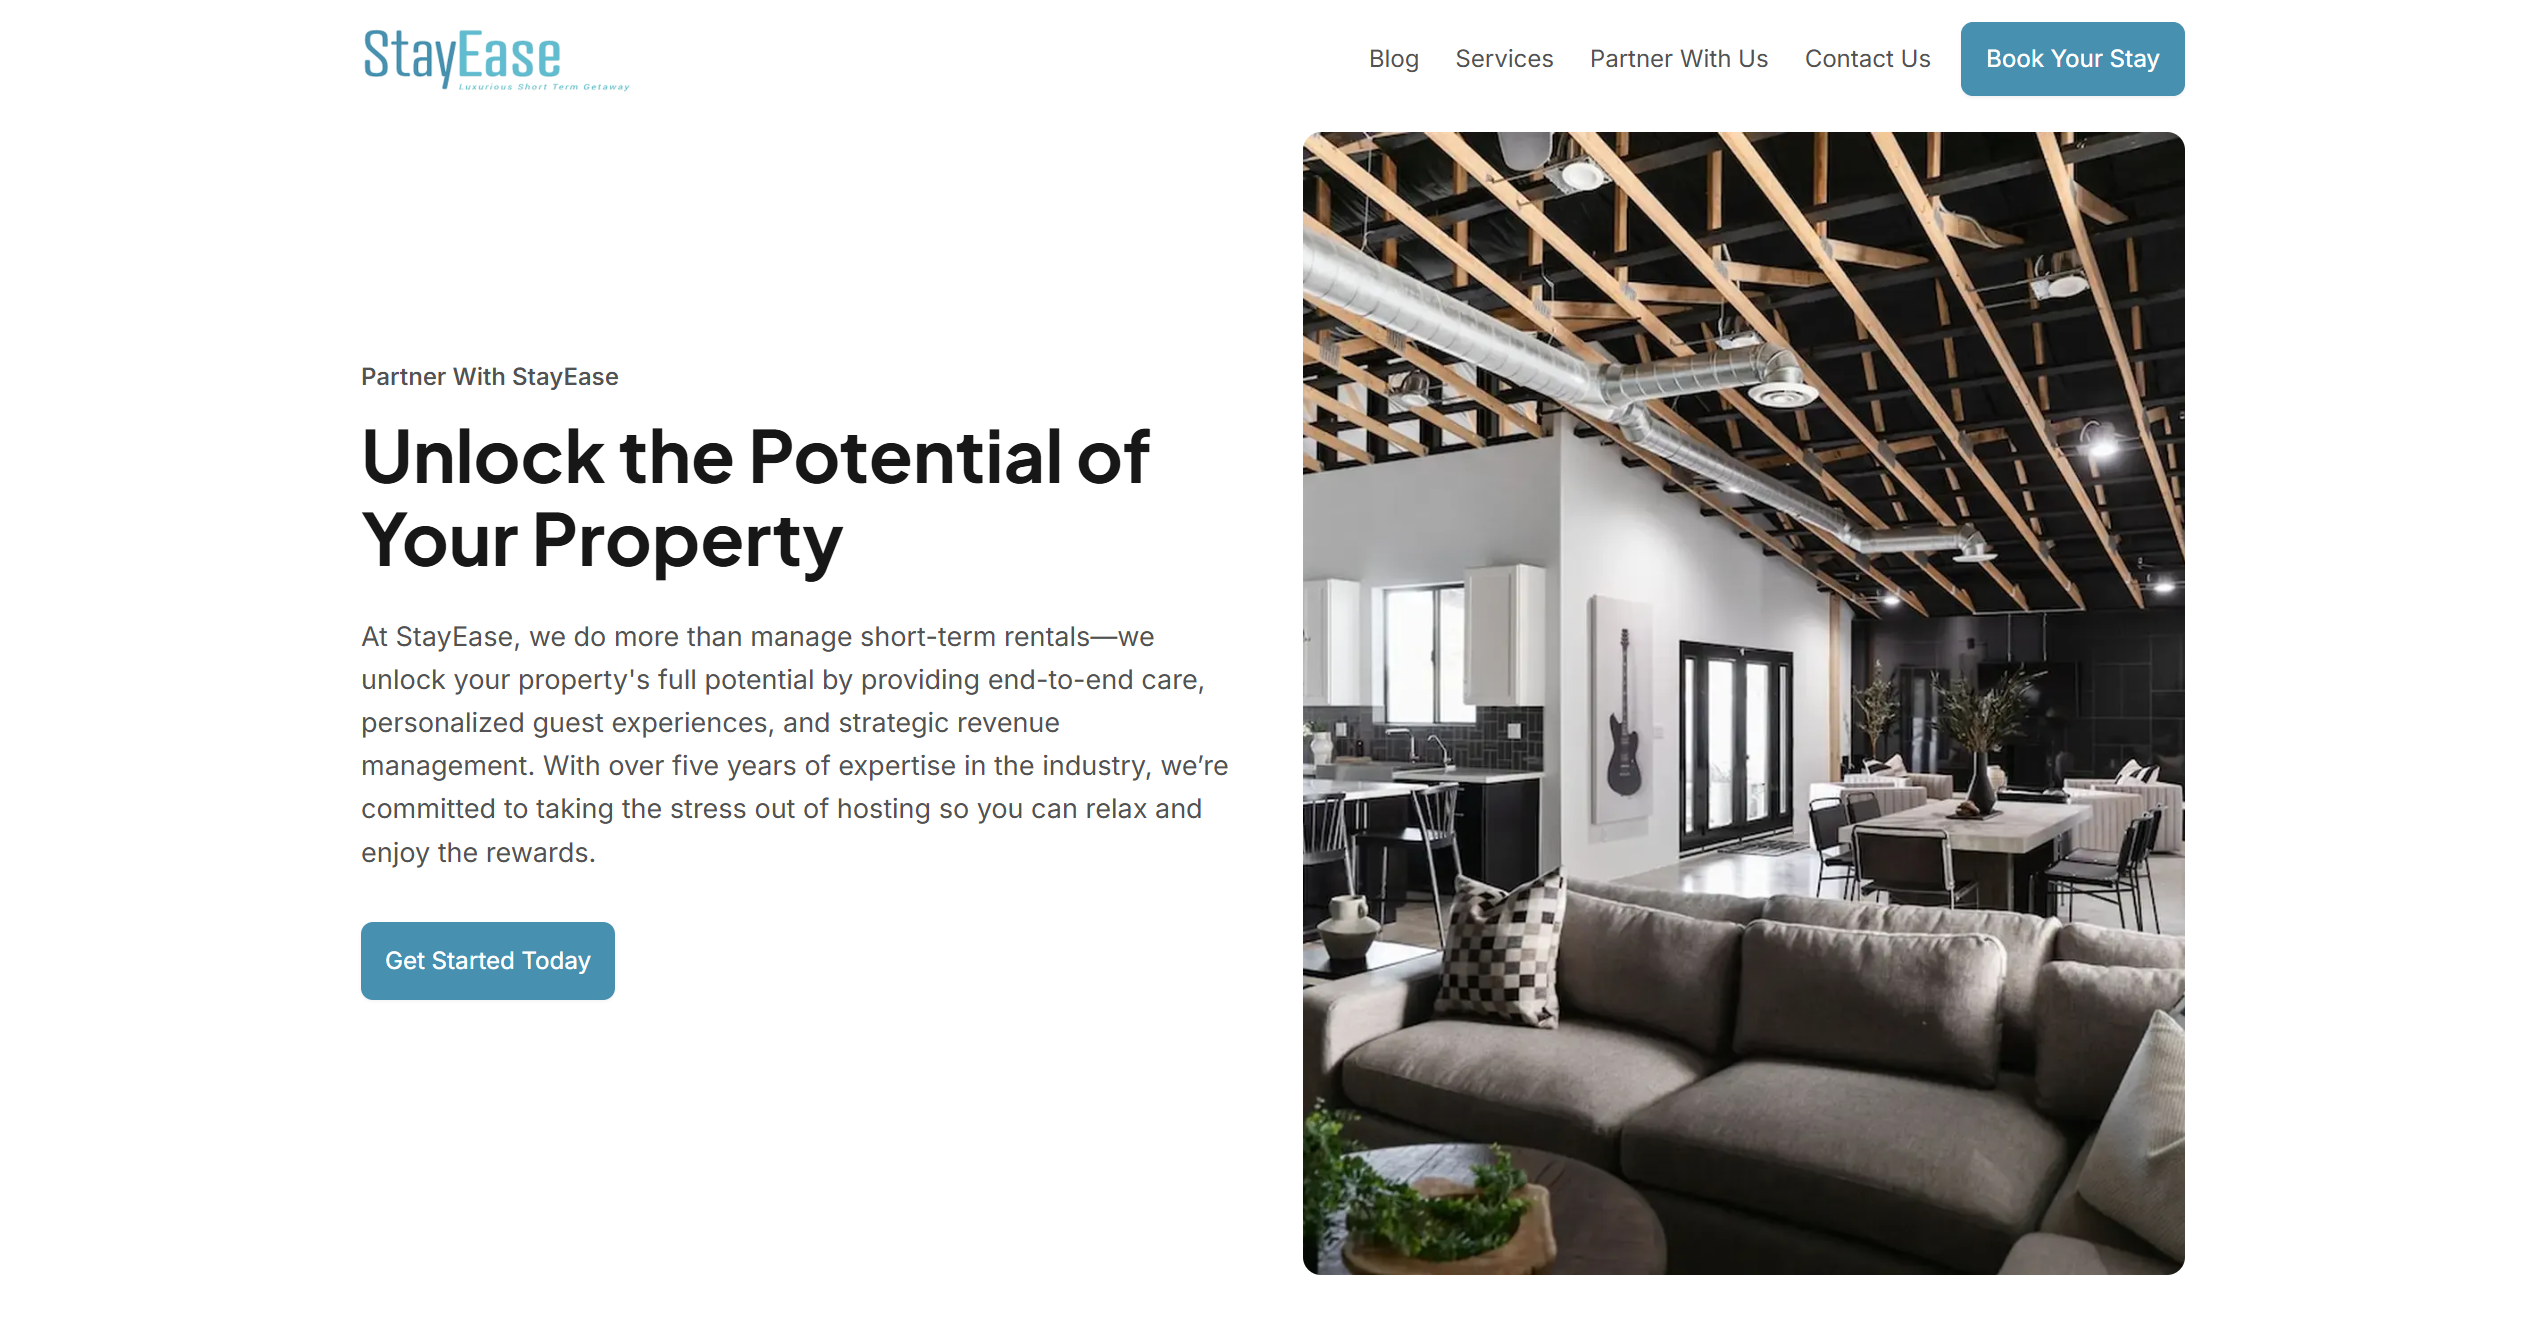 StayEase
Luxurious Short Term Getaway
Blog
Services
Partner With Us
Contact Us
Book Your Stay
Partner With StayEase
Unlock the Potential of
Your Property
At StayEase, we do more than manage short-term rentals—we
unlock your property's full potential by providing end-to-end care,
personalized guest experiences, and strategic revenue
management. With over five years of expertise in the industry, we’re
committed to taking the stress out of hosting so you can relax and
enjoy the rewards.
Get Started Today